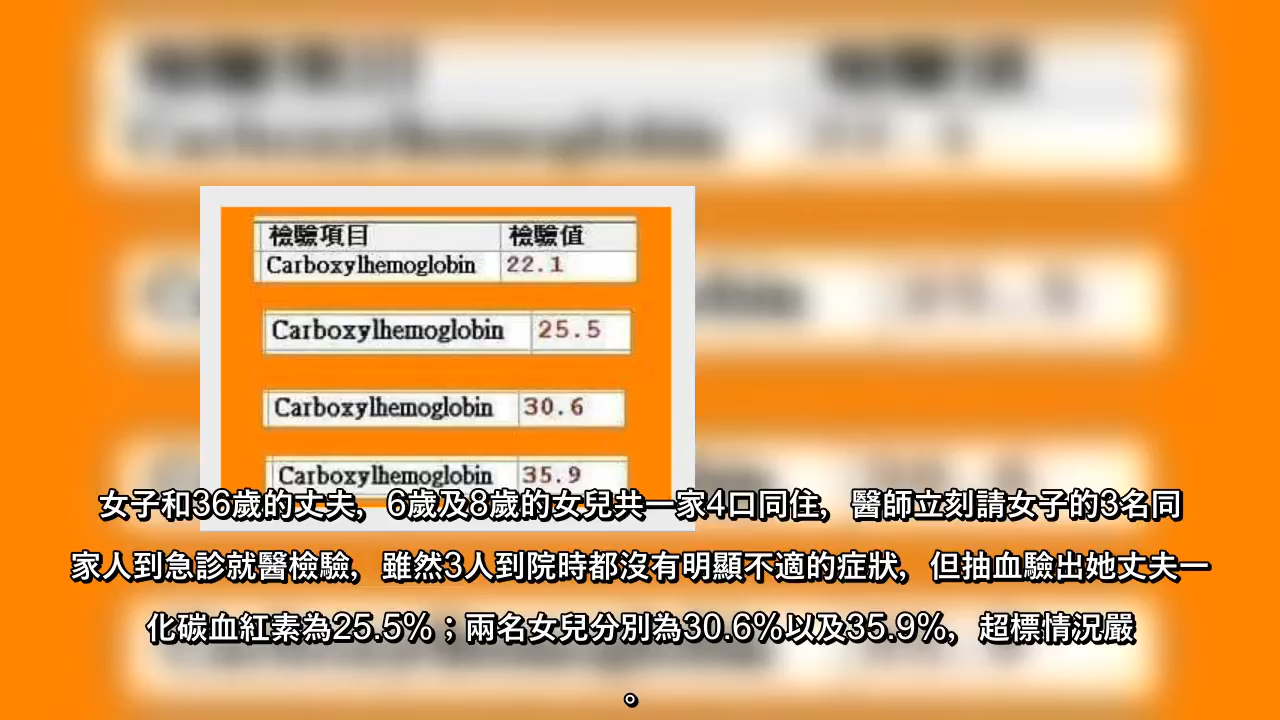 檢驗項目 檢驗值
Carboxylhemoglobin 22.1
Carboxylhemoglobin 25.5
Carboxylhemoglobin 30.6
Carboxylhemoglobin 35.9
女子和36歲的丈夫，6歲及8歲的女兒共一家4口同住，醫師立刻請女子的3名同
家人到急診就醫檢驗，雖然3人到院時都沒有明顯不適的症狀，但抽血驗出她丈夫一
化碳血紅素為25.5%；兩名女兒分別為30.6%以及35.9%，超標情況嚴
。